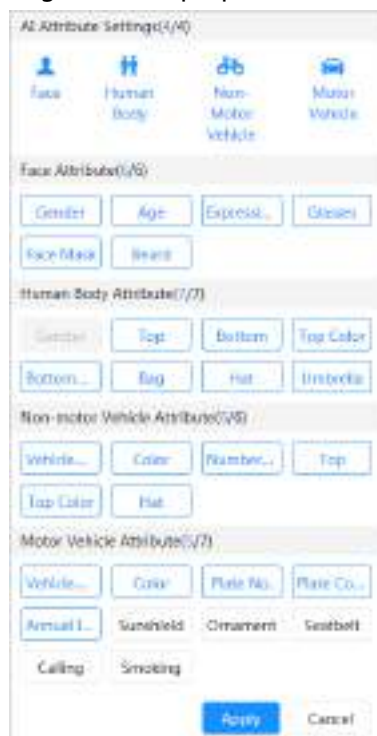 AI Attribute Settings(4/4)
Face Human Body Non-Motor Vehicle Motor Vehicle
Face Attribute(6/6)
Gender Age Expressi... Glasses
Face Mask Beard
Human Body Attribute(7/7)
Gender Top Bottom Top Color
Bottom... Bag Hat Umbrella
Non-motor Vehicle Attribute(6/6)
Vehicle... Color Number... Top
Top Color Hat
Motor Vehicle Attribute(5/7)
Vehicle... Color Plate No. Plate Co...
Annual I... Sunshield Ornament Seatbelt
Calling Smoking
Apply Cancel